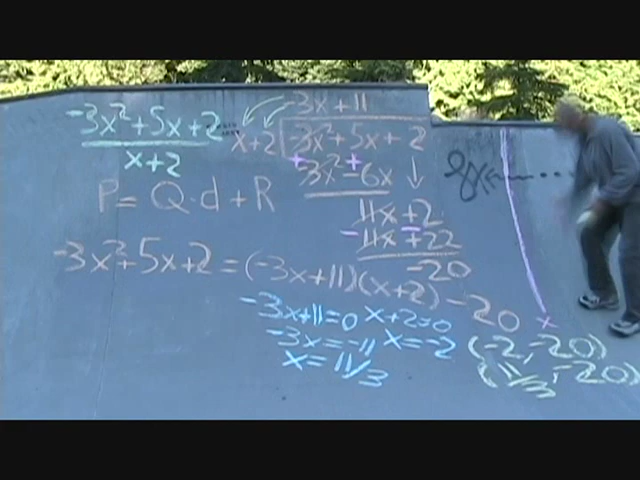 -3x²+5x+2
x+2
-3x+11
x+2 -3x²+5x+2
-3x²-6x
11x+2
11x+22
-20
P=Q·d+R
-3x²+5x+2=(-3x+11)(x+2)-20
-3x+11=0 x+2=0
-3x=-11 x=-2
x=11/3
x
(-2,-20)
(11/3,-20)